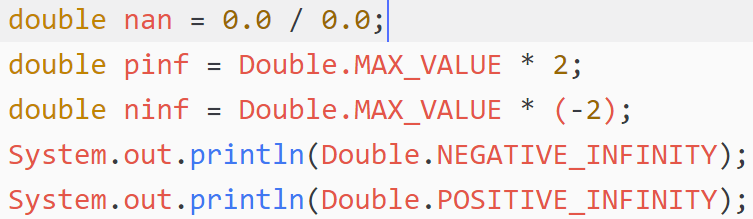 double nan = 0.0 / 0.0;
double pinf = Double.MAX_VALUE * 2;
double ninf = Double.MAX_VALUE * (-2);
System.out.println(Double.NEGATIVE_INFINITY);
System.out.println(Double.POSITIVE_INFINITY);